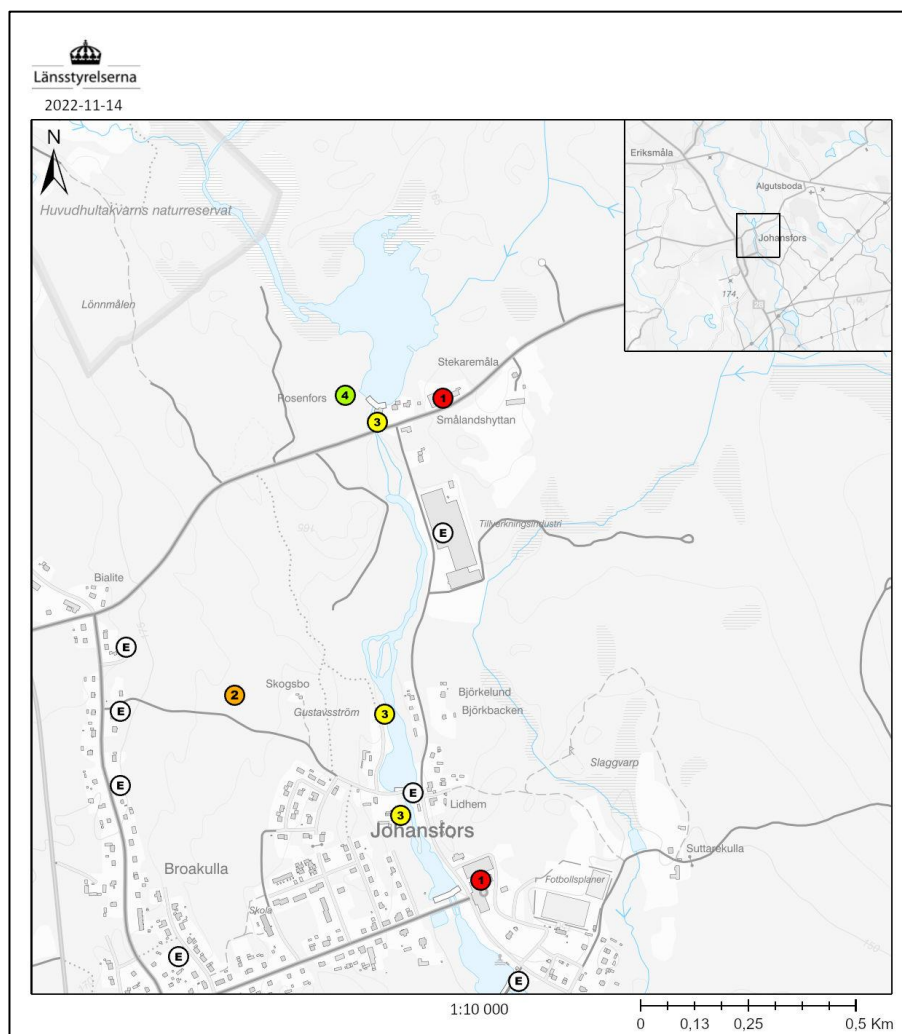 Länsstyrelserna
2022-11-14
N
Huvudhultakvarns naturreservat
Lönnmålen
Eriksmåla
Algutsboda
Johansfors
174
Stekaremåla
Rosenfors
4
1
3
Smålandshyttan
E
Tillverkningsindustri
Bialite
E
2
Skogsbo
Björkelund
E
Gustavsström
3
Björkbacken
Slaggvarp
E
E
Lidhem
3
Johansfors
Suttarekulla
Broakulla
1
Fotbollsplaner
Skola
E
E
1:10 000
0 0,13 0,25 0,5 Km